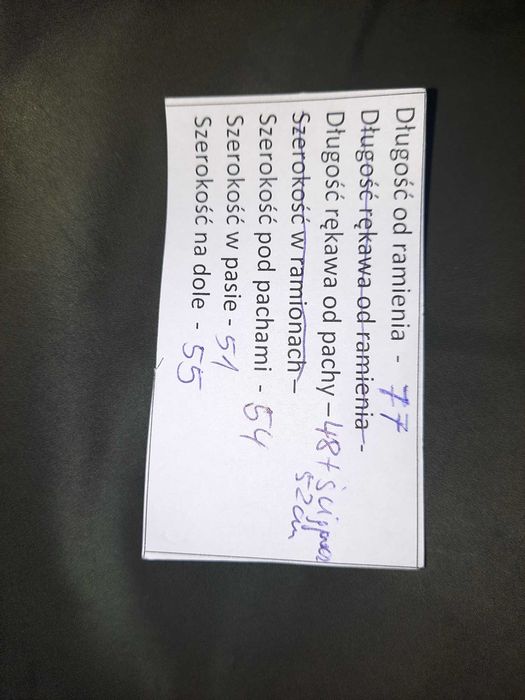 Długość od ramienia - 77
Długość rękawa od ramienia -
Długość rękawa od pachy – 48 +
52 cm
Szerokość w ramionach –
Szerokość pod pachami - 54
Szerokość w pasie - 51
Szerokość na dole - 55